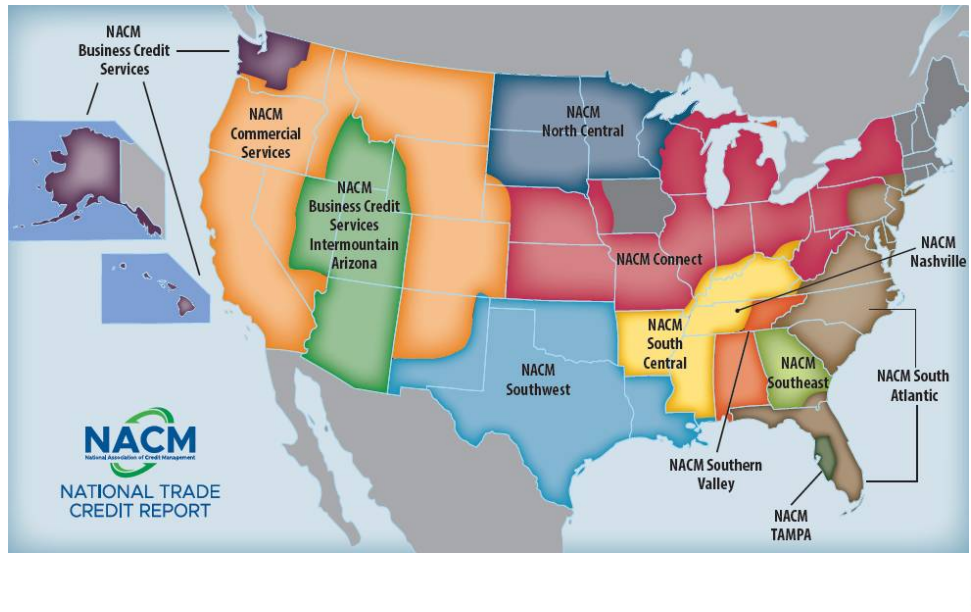 NACM
Business Credit
Services
NACM
Commercial
Services
NACM
North Central
NACM
Business Credit
Services
Intermountain
Arizona
NACM Connect
NACM
Nashville
NACM
South
Central
NACM
Southeast
NACM
Southwest
NACM South
Atlantic
NACM Southern
Valley
NACM
TAMPA
NACM
National Association of Credit Management
NATIONAL TRADE
CREDIT REPORT